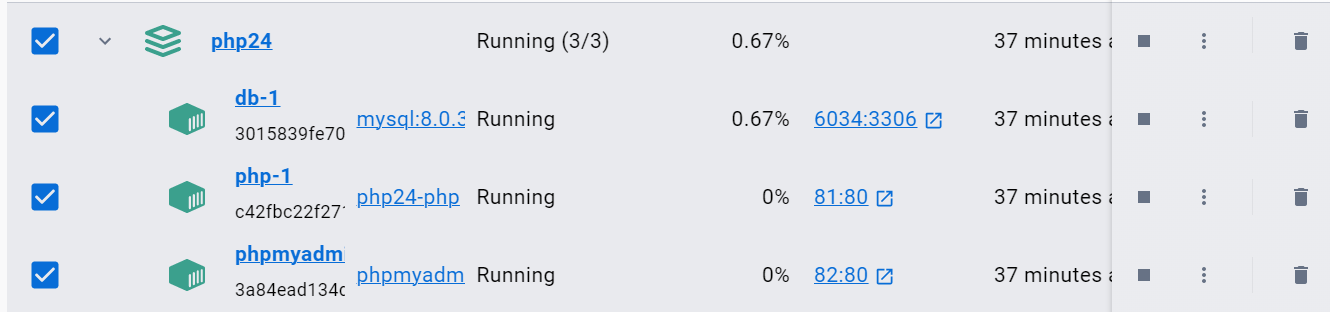 php24 Running (3/3) 0.67% 37 minutes
db-1
3015839fe70 mysql:8.0.3 Running 0.67% 6034:3306 37 minutes
php-1
c42fbc22f27 php24-php Running 0% 81:80 37 minutes
phpmyadm
3a84ead134 phpmyadm Running 0% 82:80 37 minutes